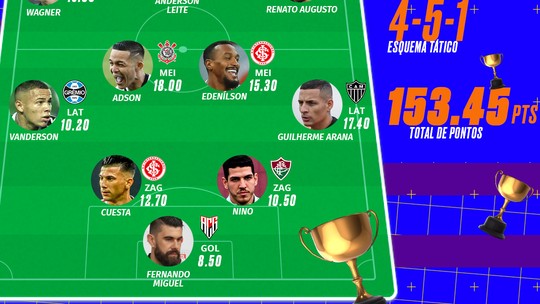 WAGNER
ANDERSON
LEITE
RENATO AUGUSTO
4-5-1
ESQUEMA TÁTICO
MEI
18.00
ADSON
MEI
15.30
EDENÍLSON
GRÊMIO
LAT
10.20
VANDERSON
LAT
17.40
GUILHERME ARANA
153.45 PTS
TOTAL DE PONTOS
ZAG
12.70
CUESTA
ZAG
10.50
NINO
GOL
8.50
FERNANDO
MIGUEL